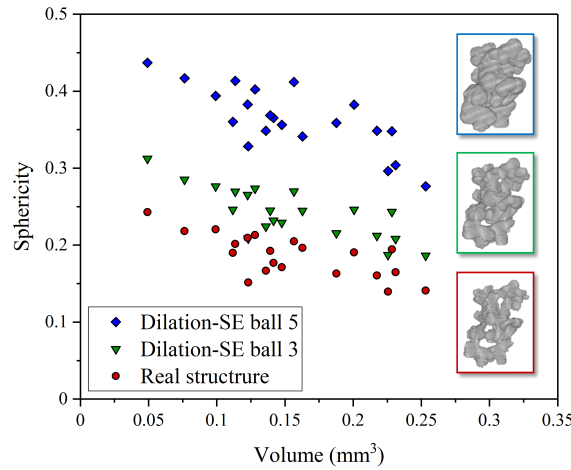 0.5
0.4
0.3
0.2
0.1
0
Sphericity
Dilation-SE ball 5
Dilation-SE ball 3
Real structrure
0 0.05 0.1 0.15 0.2 0.25 0.3 0.35
Volume (mm³)